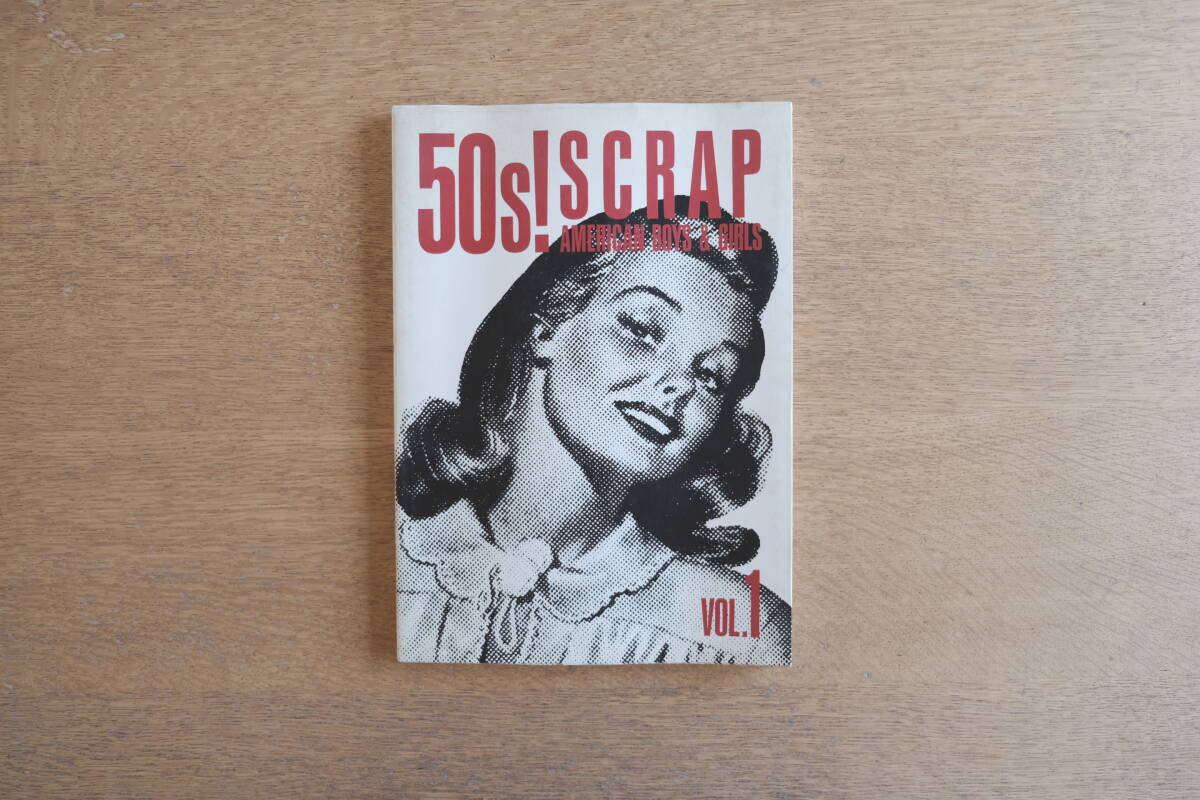 50s! SCRAP
AMERICAN BOYS & GIRLS
VOL.1